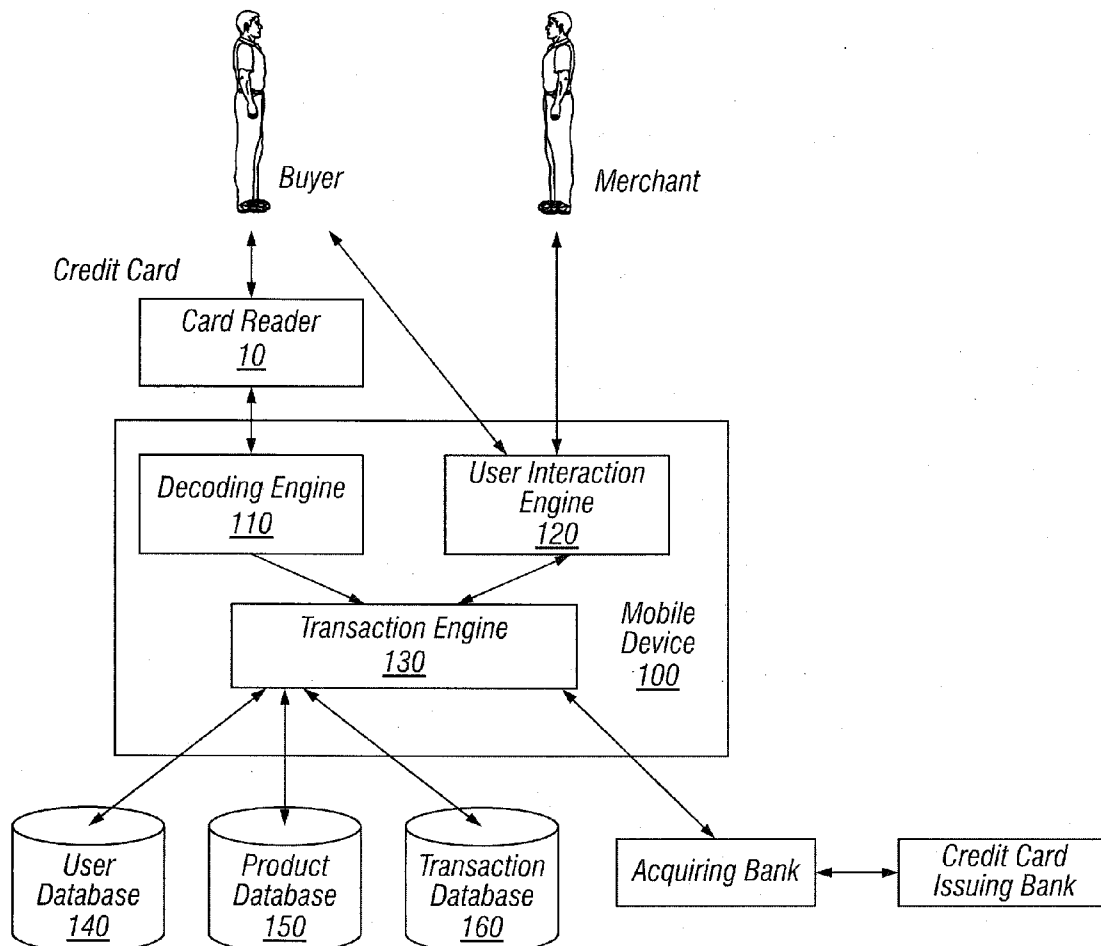 Buyer
Merchant
Credit Card
Card Reader
10
Decoding Engine
110
User Interaction
Engine
120
Transaction Engine
130
Mobile
Device
100
User
Database
140
Product
Database
150
Transaction
Database
160
Acquiring Bank
Credit Card
Issuing Bank